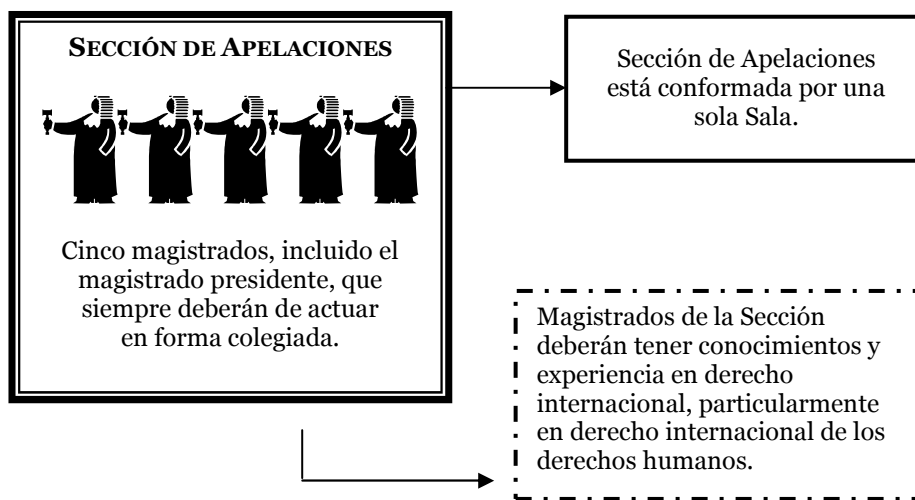 SECCIÓN DE APELACIONES
Cinco magistrados, incluido el
magistrado presidente, que
siempre deberán de actuar
en forma colegiada.
Sección de Apelaciones
está conformada por una
sola Sala.
Magistrados de la Sección
deberán tener conocimientos y
experiencia en derecho
internacional, particularmente
en derecho internacional de los
derechos humanos.